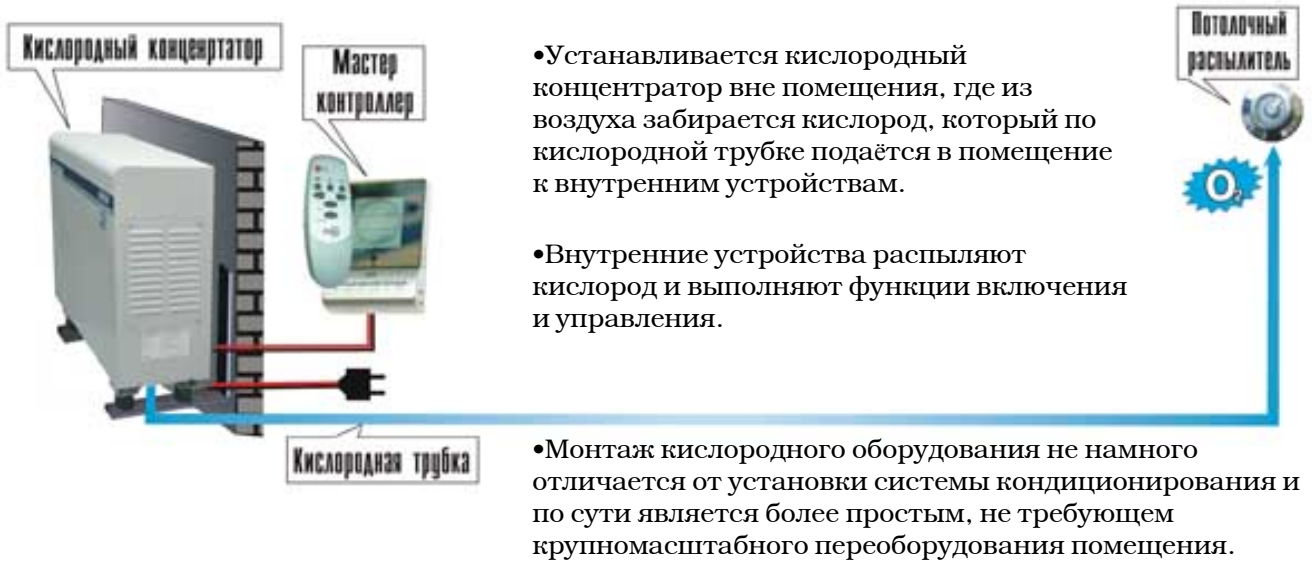 Кислородный конценртатор
Мастер
контроллер
•Устанавливается кислородный
концентратор вне помещения, где из
воздуха забирается кислород, который по
кислородной трубке подаётся в помещение
к внутренним устройствам.
Потолочный
распылитель
O₂
•Внутренние устройства распыляют
кислород и выполняют функции включения
и управления.
Кислородная трубка
•Монтаж кислородного оборудования не намного
отличается от установки системы кондиционирования и
по сути является более простым, не требующем
крупномасштабного переоборудования помещения.